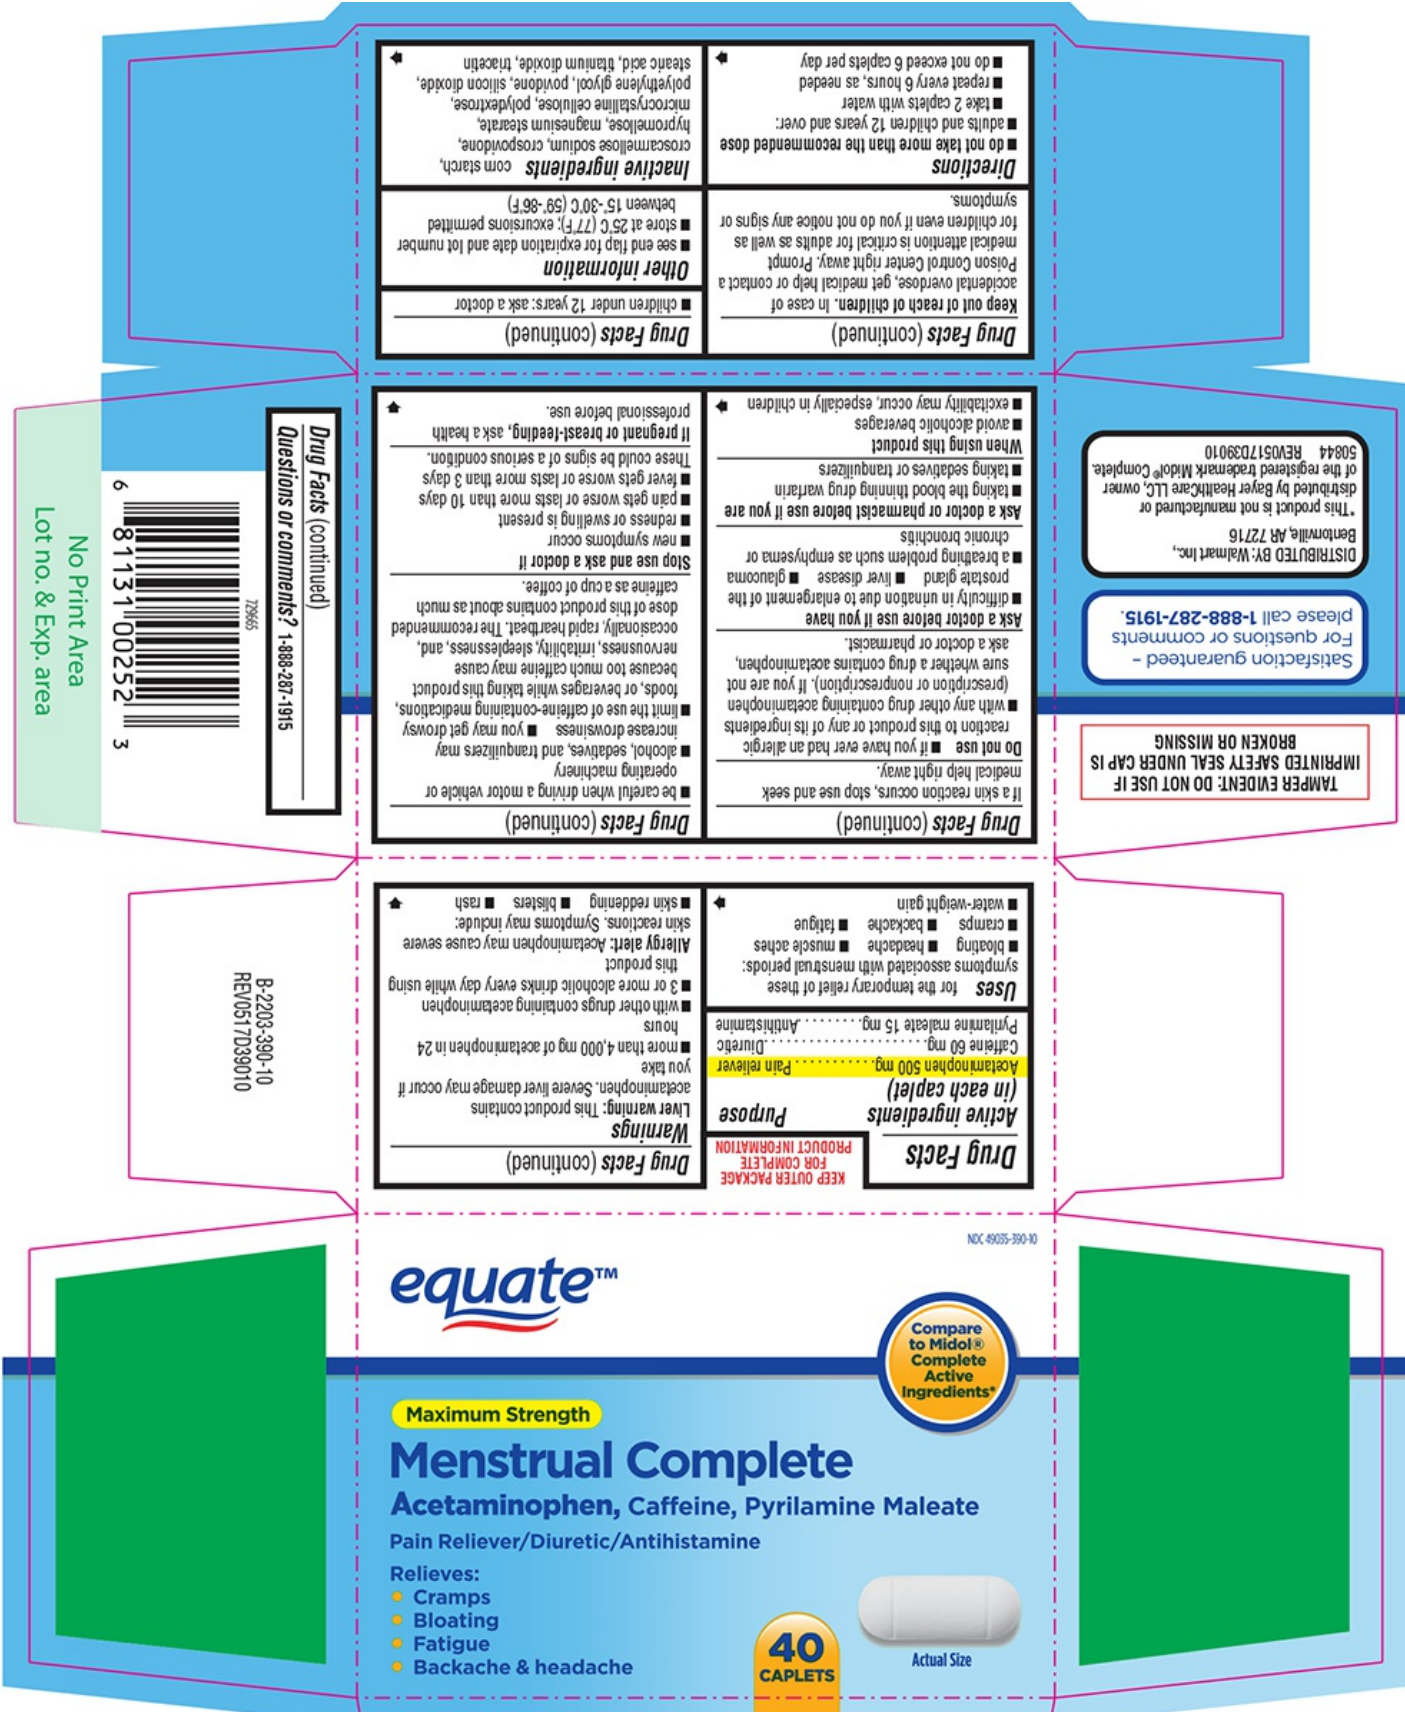 NDC 49035-390-10
equate™
Compare
to Midol®
Complete
Active
Ingredients*
Maximum Strength
Menstrual Complete
Acetaminophen, Caffeine, Pyrilamine Maleate
Pain Reliever/Diuretic/Antihistamine
Relieves:
Cramps
Bloating
Fatigue
Backache & headache
40
CAPLETS
Actual Size
KEEP OUTER PACKAGE
FOR COMPLETE
PRODUCT INFORMATION
Drug Facts
Active ingredients
(in each caplet) Purpose
Acetaminophen 500 mg............Pain reliever
Caffeine 60 mg.......................Diuretic
Pyrilamine maleate 15 mg........Antihistamine
Uses for the temporary relief of these
symptoms associated with menstrual periods:
■ bloating ■ headache ■ muscle aches
■ cramps ■ backache ■ fatigue
■ water-weight gain
Drug Facts (continued)
Warnings
Liver warning: This product contains
acetaminophen. Severe liver damage may occur if
you take
■ more than 4,000 mg of acetaminophen in 24
hours
■ with other drugs containing acetaminophen
■ 3 or more alcoholic drinks every day while using
this product
Allergy alert: Acetaminophen may cause severe
skin reactions. Symptoms may include:
■ skin reddening ■ blisters ■ rash
Drug Facts (continued)
If a skin reaction occurs, stop use and seek
medical help right away.
Do not use ■ if you have ever had an allergic
reaction to this product or any of its ingredients
■ with any other drug containing acetaminophen
(prescription or nonprescription). If you are not
sure whether a drug contains acetaminophen,
ask a doctor or pharmacist.
Ask a doctor before use if you have
■ difficulty in urination due to enlargement of the
prostate gland ■ liver disease ■ glaucoma
■ a breathing problem such as emphysema or
chronic bronchitis
Ask a doctor or pharmacist before use if you are
■ taking the blood thinning drug warfarin
■ taking sedatives or tranquilizers
When using this product
■ avoid alcoholic beverages
■ excitability may occur, especially in children
Drug Facts (continued)
■ be careful when driving a motor vehicle or
operating machinery
■ alcohol, sedatives, and tranquilizers may
increase drowsiness ■ you may get drowsy
■ limit the use of caffeine-containing medications,
foods, or beverages while taking this product
because too much caffeine may cause
nervousness, irritability, sleeplessness, and,
occasionally, rapid heartbeat. The recommended
dose of this product contains about as much
caffeine as a cup of coffee.
Stop use and ask a doctor if
■ new symptoms occur
■ redness or swelling is present
■ pain gets worse or lasts more than 10 days
■ fever gets worse or lasts more than 3 days
These could be signs of a serious condition.
If pregnant or breast-feeding, ask a health
professional before use.
Drug Facts (continued)
Keep out of reach of children. In case of
accidental overdose, get medical help or contact a
Poison Control Center right away. Prompt
medical attention is critical for adults as well as
for children even if you do not notice any signs or
symptoms.
Directions
■ do not take more than the recommended dose
■ adults and children 12 years and over:
■ take 2 caplets with water
■ repeat every 6 hours, as needed
■ do not exceed 6 caplets per day
Drug Facts (continued)
■ children under 12 years: ask a doctor
Other information
■ see end flap for expiration date and lot number
■ store at 25°C (77°F); excursions permitted
between 15°-30°C (59°-86°F)
Inactive ingredients corn starch,
croscarmellose sodium, crospovidone,
hypromellose, magnesium stearate,
microcrystalline cellulose, polydextrose,
polyethylene glycol, povidone, silicon dioxide,
stearic acid, titanium dioxide, triacetin
Drug Facts (continued)
Questions or comments? 1-888-287-1915
729665
6 81131 00252 3
No Print Area
Lot no. & Exp. area
B-2203-390-10
REV0517D39010
TAMPER EVIDENT: DO NOT USE IF
IMPRINTED SAFETY SEAL UNDER CAP IS
BROKEN OR MISSING
Satisfaction guaranteed –
For questions or comments
please call 1-888-287-1915.
DISTRIBUTED BY: Walmart Inc.,
Bentonville, AR 72716
*This product is not manufactured or
distributed by Bayer HealthCare LLC, owner
of the registered trademark Midol® Complete.
50844 REV0517D39010